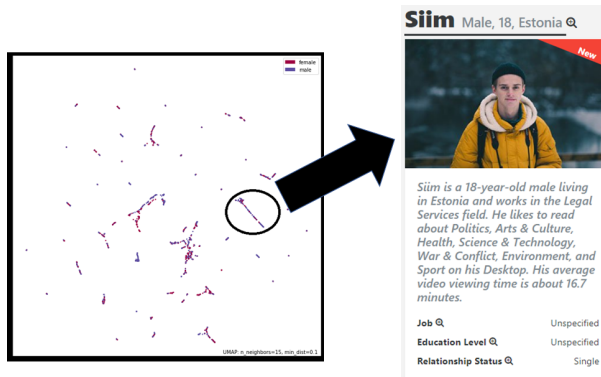 Siim Male, 18, Estonia
New
female
male
Siim is a 18-year-old male living
in Estonia and works in the Legal
Services field. He likes to read
about Politics, Arts & Culture,
Health, Science & Technology,
War & Conflict, Environment, and
Sport on his Desktop. His average
video viewing time is about 16.7
minutes.
Job Unspecified
Education Level Unspecified
Relationship Status Single
UMAP: n_neighbors=15, min_dist=0.1